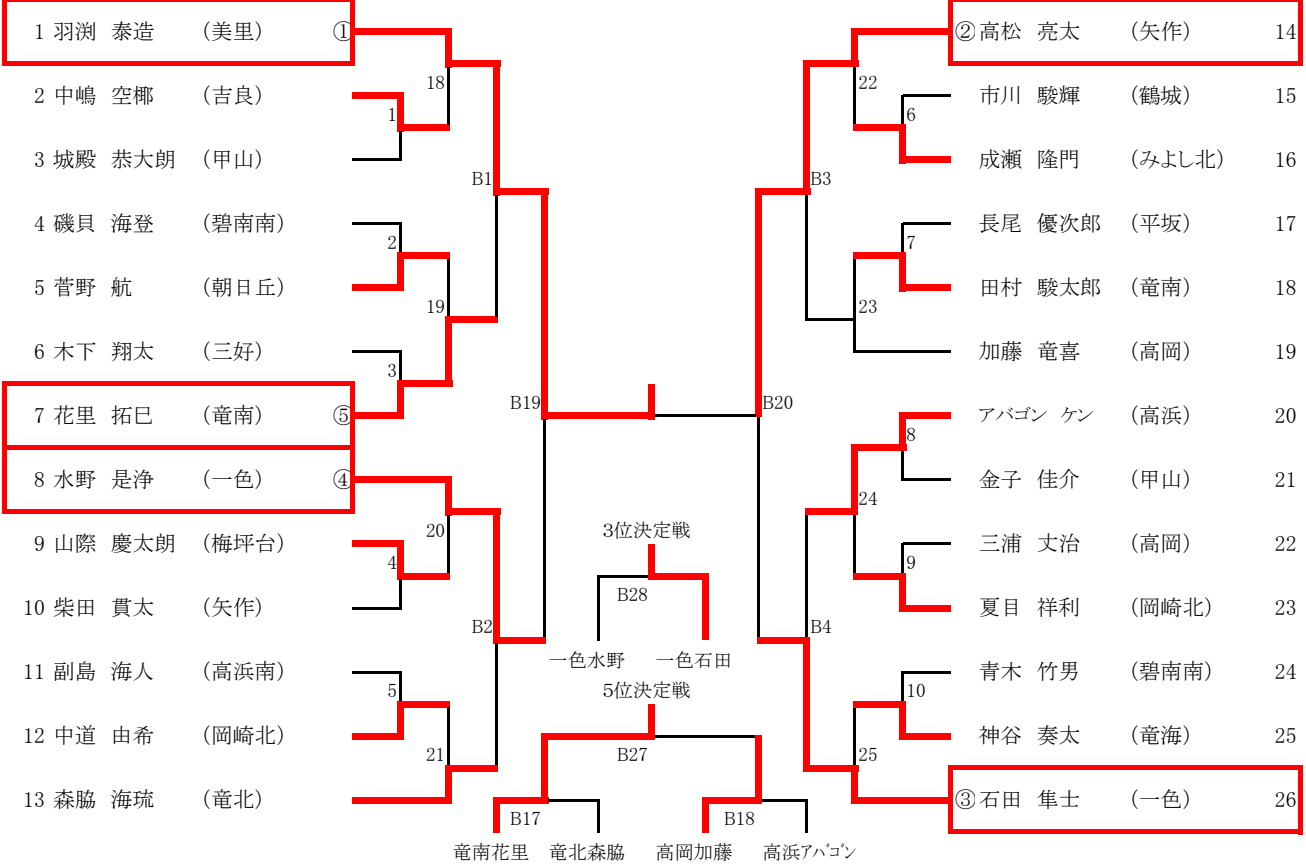 1 羽渕 泰造 (美里) ①
2 中嶋 空椰 (吉良)
3 城殿 恭大朗 (甲山)
4 磯貝 海登 (碧南南)
5 菅野 航 (朝日丘)
6 木下 翔太 (三好)
7 花里 拓巳 (竜南) ⑤
8 水野 是浄 (一色) ④
9 山際 慶太朗 (梅坪台)
10 柴田 貫太 (矢作)
11 副島 海人 (高浜南)
12 中道 由希 (岡崎北)
13 森脇 海琉 (竜北)
1
2
3
4
5
18
19
20
21
B1
B2
B19
B20
3位決定戦
B28
一色水野 一色石田
5位決定戦
B27
B17 B18
竜南花里 竜北森脇 高岡加藤 高浜アバゴン
B3
B4
22
23
24
25
6
7
8
9
10
②高松 亮太 (矢作) 14
市川 駿輝 (鶴城) 15
成瀬 隆門 (みよし北) 16
長尾 優次郎 (平坂) 17
田村 駿太郎 (竜南) 18
加藤 竜喜 (高岡) 19
アバゴン ケン (高浜) 20
金子 佳介 (甲山) 21
三浦 丈治 (高岡) 22
夏目 祥利 (岡崎北) 23
青木 竹男 (碧南南) 24
神谷 奏太 (竜海) 25
③石田 隼士 (一色) 26